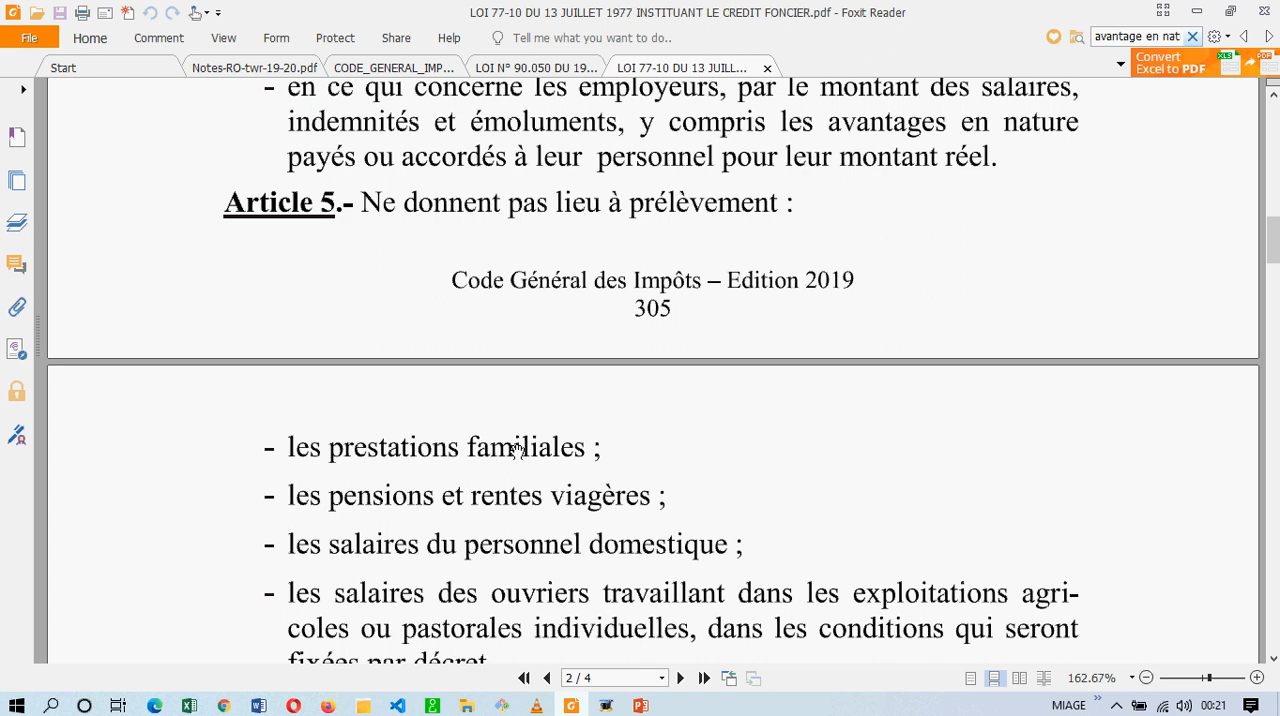 LOI 77-10 DU 13 JUILLET 1977 INSTITUANT LE CREDIT FONCIER.pdf - Foxit Reader
File Home Comment View Form Protect Share Help Tell me what you want to do.. avantage en nat
Start Notes-RO-twr-19-20.pdf CODE_GENERAL_IM... LOI N° 90.050 DU 19... LOI 77-10 DU 13 JUILL... Convert Excel to PDF
- en ce qui concerne les employeurs, par le montant des salaires,
indemnités et émoluments, y compris les avantages en nature
payés ou accordés à leur personnel pour leur montant réel.
Article 5.- Ne donnent pas lieu à prélèvement :
Code Général des Impôts – Edition 2019
305
- les prestations familiales ;
- les pensions et rentes viagères ;
- les salaires du personnel domestique ;
- les salaires des ouvriers travaillant dans les exploitations agri-
coles ou pastorales individuelles, dans les conditions qui seront
fixées par décret
2 / 4 162.67%
MIAGE 00:21